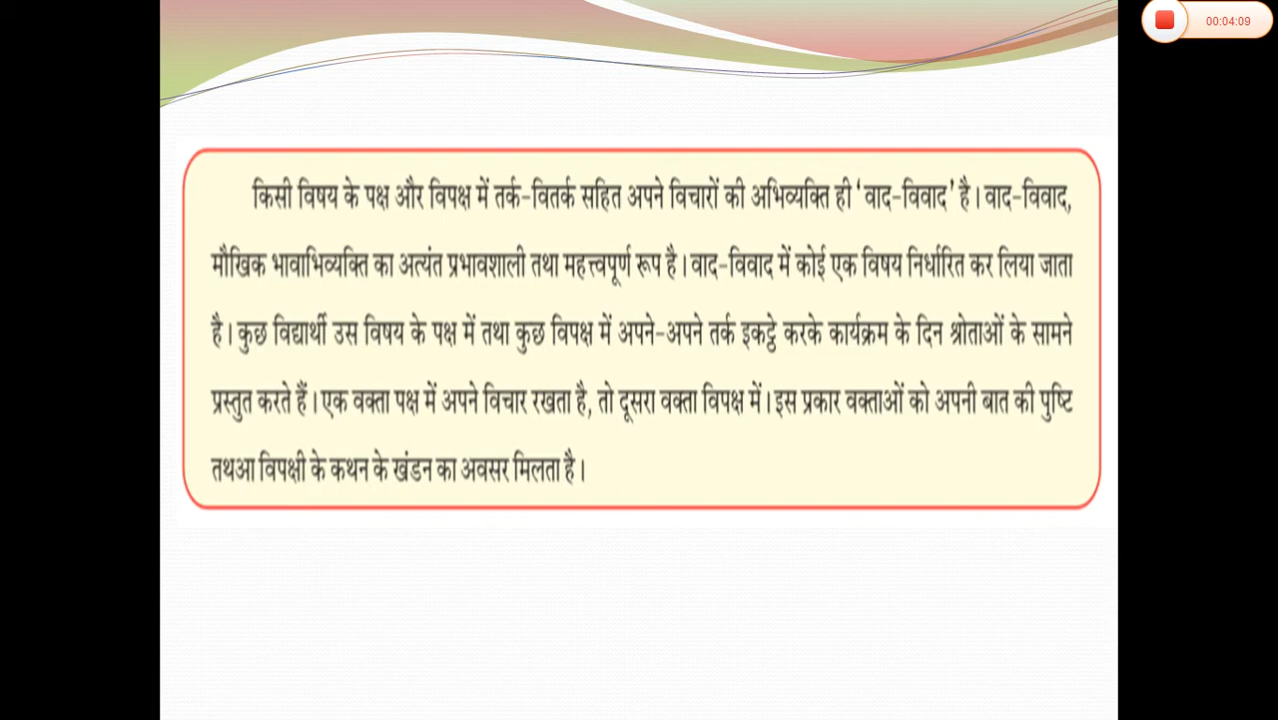 00:04:09
किसी विषय के पक्ष और विपक्ष में तर्क-वितर्क सहित अपने विचारों की अभिव्यक्ति ही ‘वाद-विवाद’ है। वाद-विवाद,
मौखिक भावाभिव्यक्ति का अत्यंत प्रभावशाली तथा महत्त्वपूर्ण रूप है। वाद-विवाद में कोई एक विषय निर्धारित कर लिया जाता
है। कुछ विद्यार्थी उस विषय के पक्ष में तथा कुछ विपक्ष में अपने-अपने तर्क इकट्ठे करके कार्यक्रम के दिन श्रोताओं के सामने
प्रस्तुत करते हैं। एक वक्ता पक्ष में अपने विचार रखता है, तो दूसरा वक्ता विपक्ष में। इस प्रकार वक्ताओं को अपनी बात की पुष्टि
तथआ विपक्षी के कथन के खंडन का अवसर मिलता है।